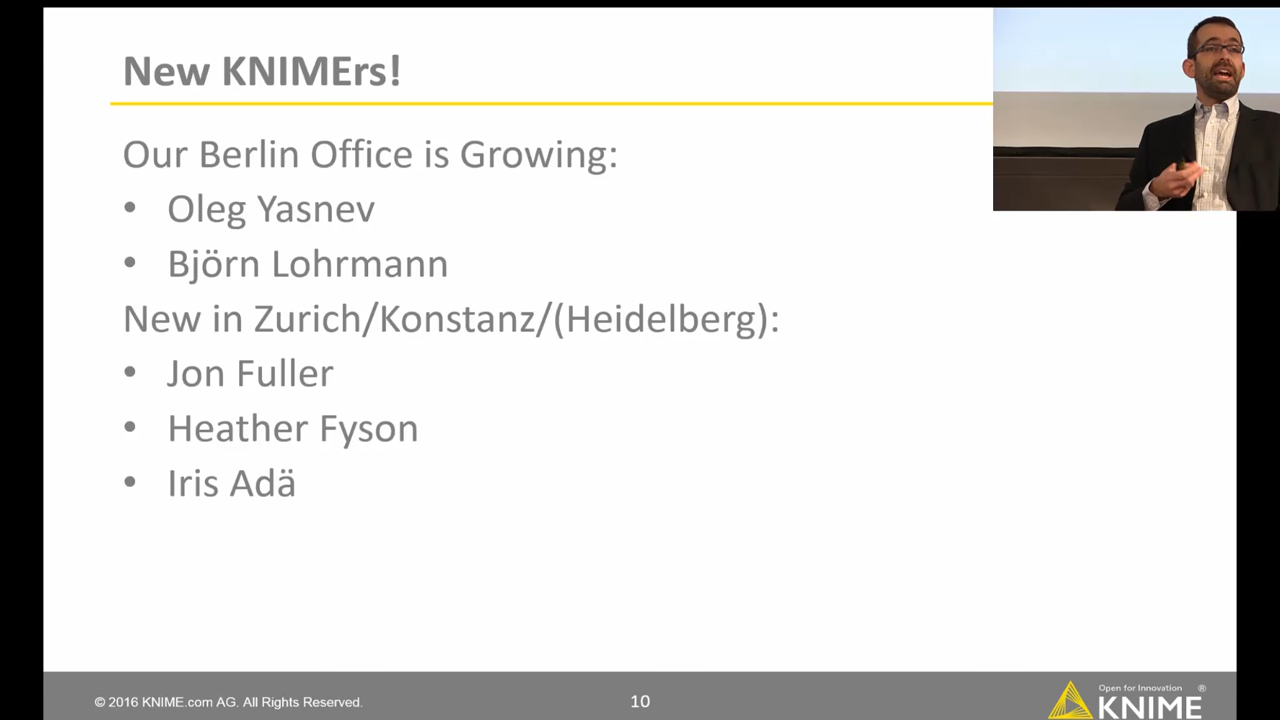 New KNIMErs!
Our Berlin Office is Growing:
• Oleg Yasnev
• Björn Lohrmann
New in Zurich/Konstanz/(Heidelberg):
• Jon Fuller
• Heather Fyson
• Iris Adä
© 2016 KNIME.com AG. All Rights Reserved.
10
Open for Innovation ®
KNIME